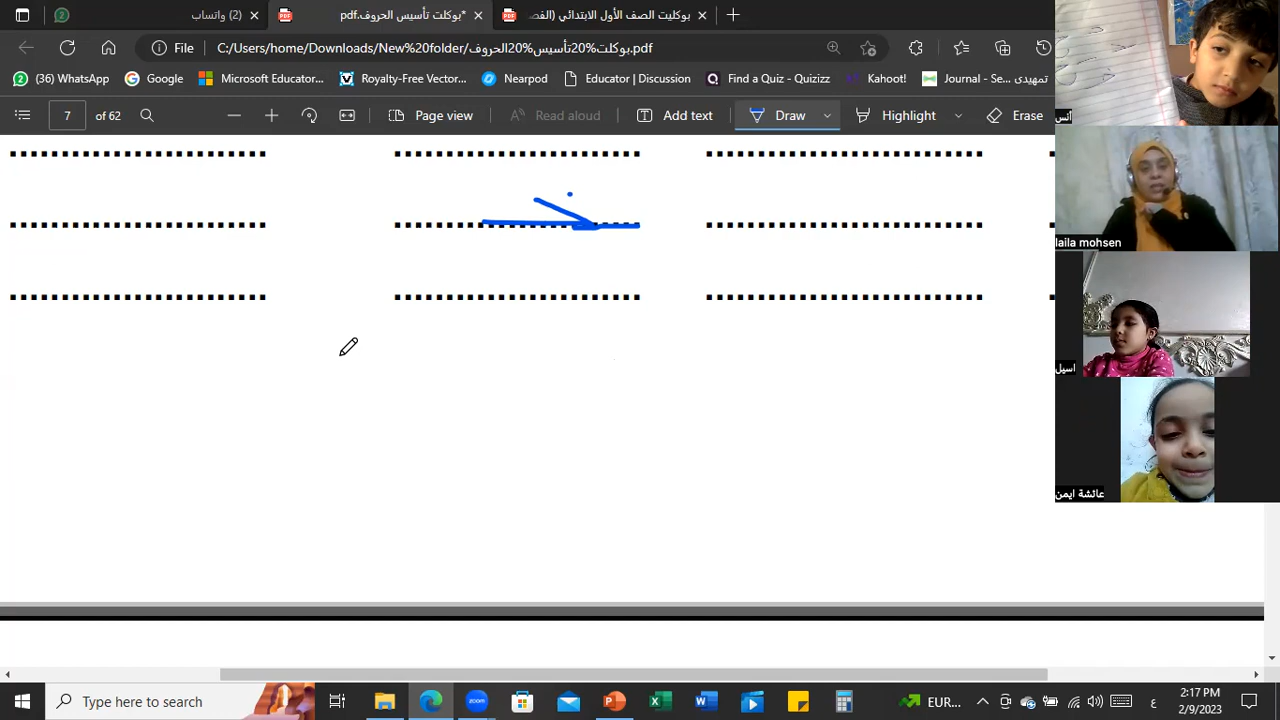 (2) واتساب
بوكلت تأسيس الحروف.pdf*
بوكليت الصف الأول الابتدائي (الفص
File C:/Users/home/Downloads/New%20folder/بوكلت%20تأسيس%20الحروف.pdf
(36) WhatsApp Google Microsoft Educator... Royalty-Free Vector... Nearpod Educator | Discussion Find a Quiz - Quizizz Kahoot! Journal - Se...
7 of 62 Page view Read aloud Add text Draw Highlight Erase
أنس
laila mohsen
اسيل
عائشة ايمن
Type here to search
EUR...
ع
2:17 PM
2/9/2023